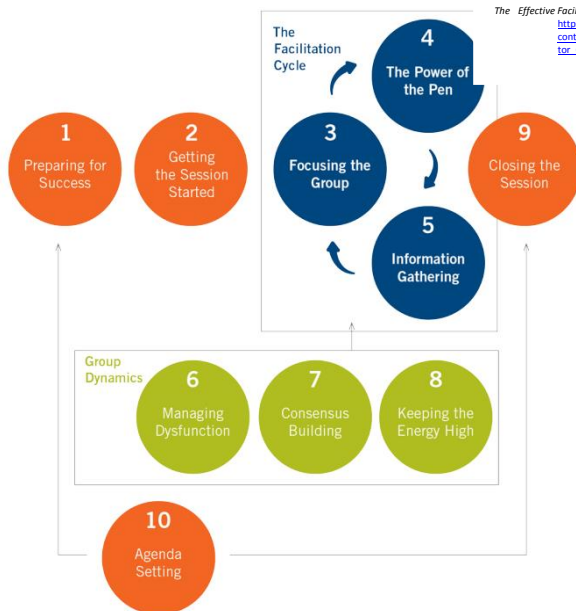 The Effective Facil
http
cont
tor
The
Facilitation
Cycle
4
The Power of
the Pen
1
Preparing for
Success
2
Getting
the Session
Started
3
Focusing the
Group
9
Closing the
Session
5
Information
Gathering
Group
Dynamics
6
Managing
Dysfunction
7
Consensus
Building
8
Keeping the
Energy High
10
Agenda
Setting